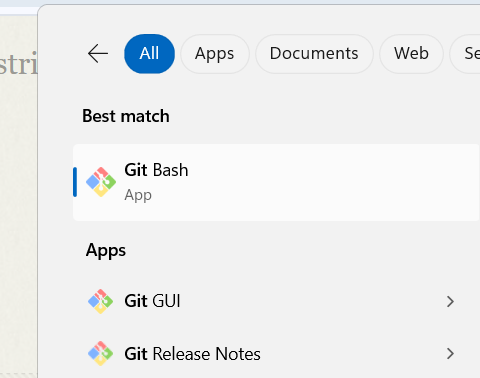 stri
All Apps Documents Web Se
Best match
Git Bash
App
Apps
Git GUI
Git Release Notes